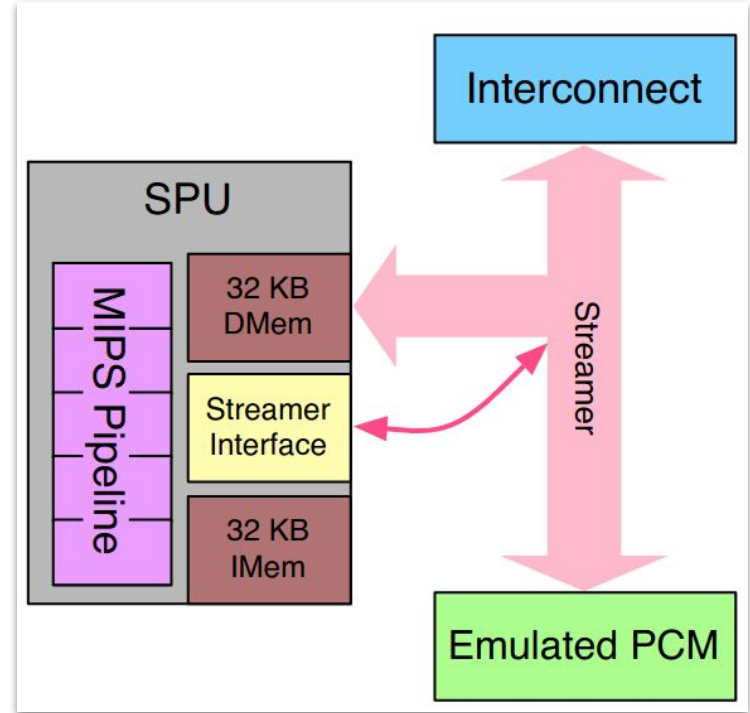 Interconnect
SPU
MIPS Pipeline
32 KB
DMem
Streamer
Interface
32 KB
IMem
Streamer
Emulated PCM